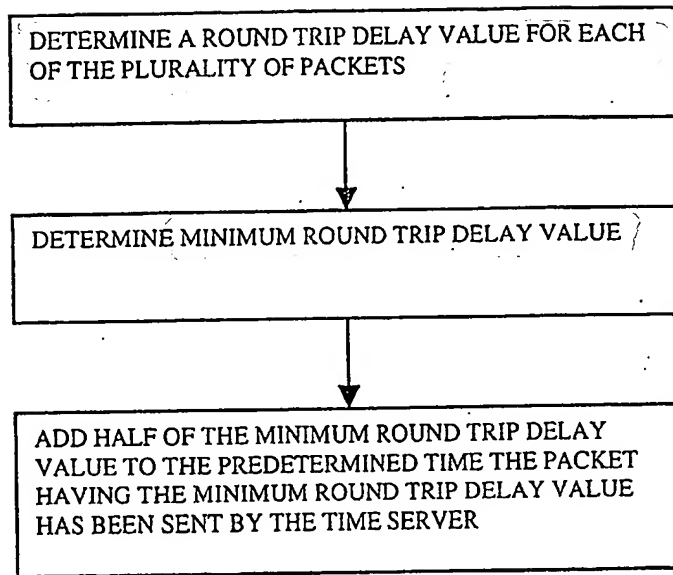 DETERMINE A ROUND TRIP DELAY VALUE FOR EACH
OF THE PLURALITY OF PACKETS
DETERMINE MINIMUM ROUND TRIP DELAY VALUE
ADD HALF OF THE MINIMUM ROUND TRIP DELAY
VALUE TO THE PREDETERMINED TIME THE PACKET
HAVING THE MINIMUM ROUND TRIP DELAY VALUE
HAS BEEN SENT BY THE TIME SERVER